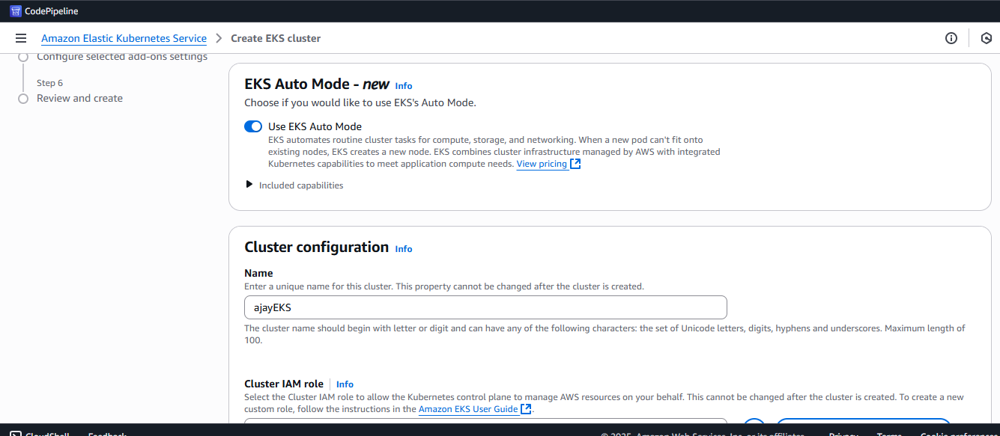 CodePipeline
Amazon Elastic Kubernetes Service
Create EKS cluster
Configure selected add-ons settings
Step 6
Review and create
EKS Auto Mode - new Info
Choose if you would like to use EKS's Auto Mode.
Use EKS Auto Mode
EKS automates routine cluster tasks for compute, storage, and networking. When a new pod can't fit onto
existing nodes, EKS creates a new node. EKS combines cluster infrastructure managed by AWS with integrated
Kubernetes capabilities to meet application compute needs. View pricing
Included capabilities
Cluster configuration Info
Name
Enter a unique name for this cluster. This property cannot be changed after the cluster is created.
ajayEKS
The cluster name should begin with letter or digit and can have any of the following characters: the set of Unicode letters, digits, hyphens and underscores. Maximum length of
100.
Cluster IAM role Info
Select the Cluster IAM role to allow the Kubernetes control plane to manage AWS resources on your behalf. This cannot be changed after the cluster is created. To create a new
custom role, follow the instructions in the Amazon EKS User Guide.
CloudShell Feedback © 2025, Amazon Web Services, Inc. or its affiliates. Privacy Terms Cookie preferences